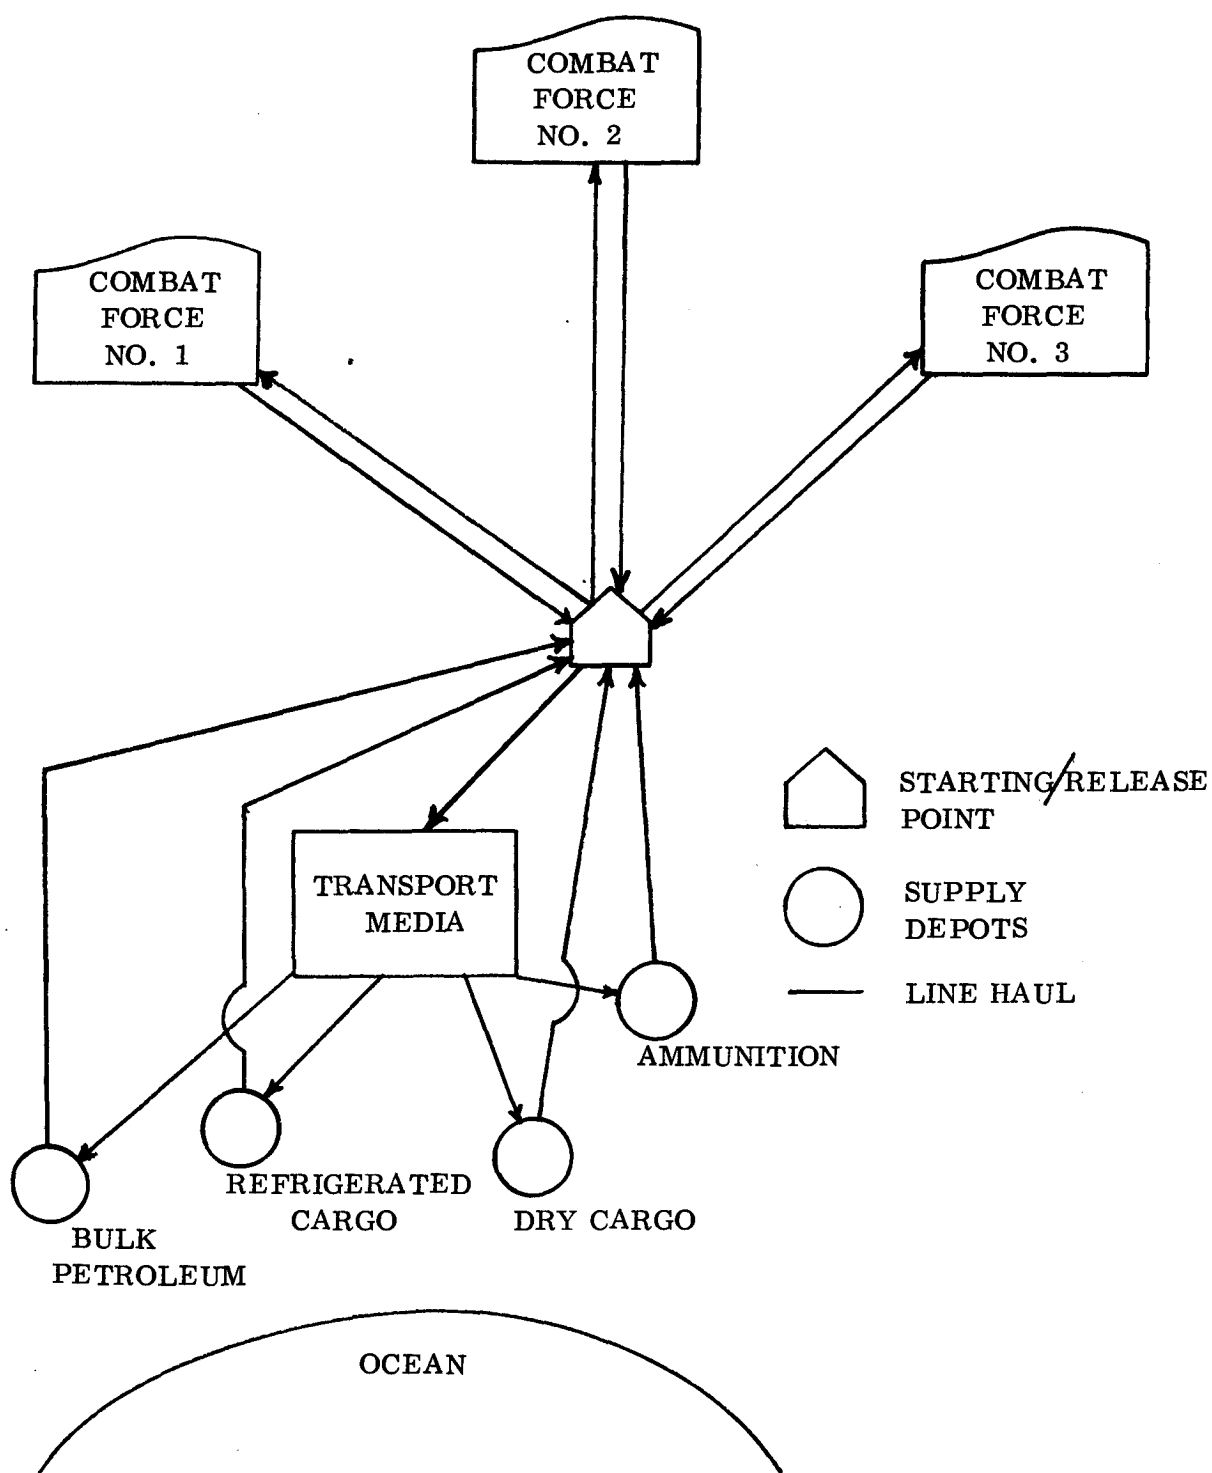 COMBAT
FORCE
NO. 2
COMBAT
FORCE
NO. 1
COMBAT
FORCE
NO. 3
STARTING/RELEASE
POINT
TRANSPORT
MEDIA
SUPPLY
DEPOTS
LINE HAUL
AMMUNITION
REFRIGERATED
CARGO
DRY CARGO
BULK
PETROLEUM
OCEAN